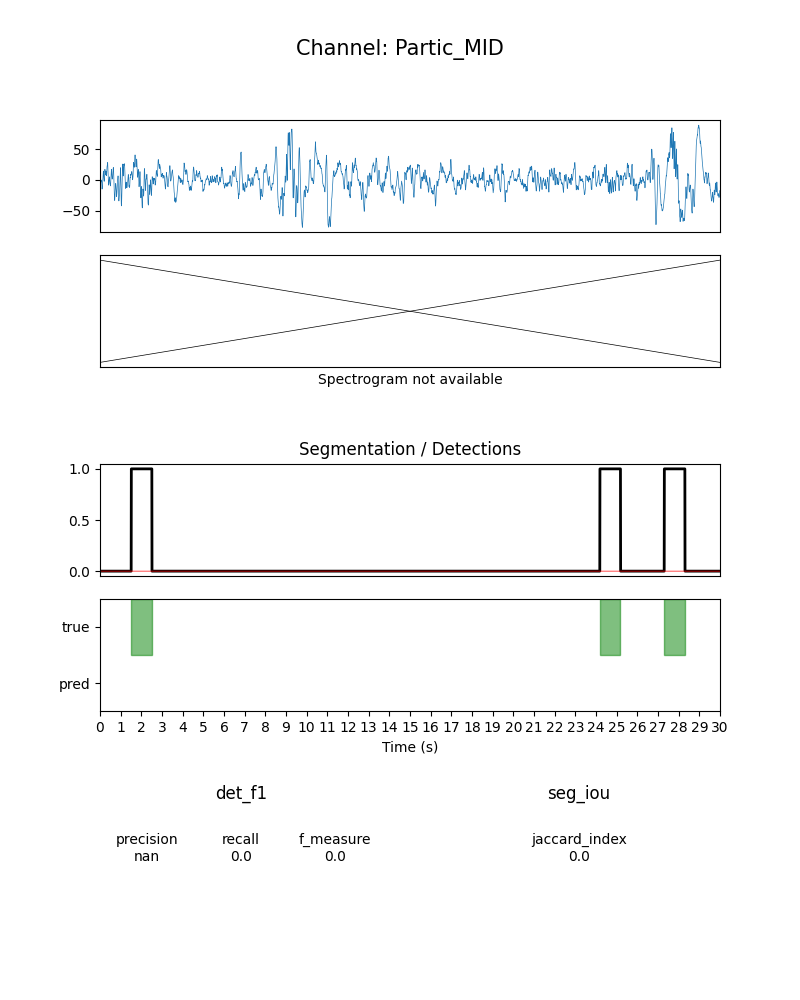 Channel: Partic_MID
50
0
−50
Spectrogram not available
Segmentation / Detections
1.0
0.5
0.0
true
pred
0 1 2 3 4 5 6 7 8 9 10 11 12 13 14 15 16 17 18 19 20 21 22 23 24 25 26 27 28 29 30
Time (s)
det_f1 seg_iou
precision recall f_measure jaccard_index
nan 0.0 0.0 0.0